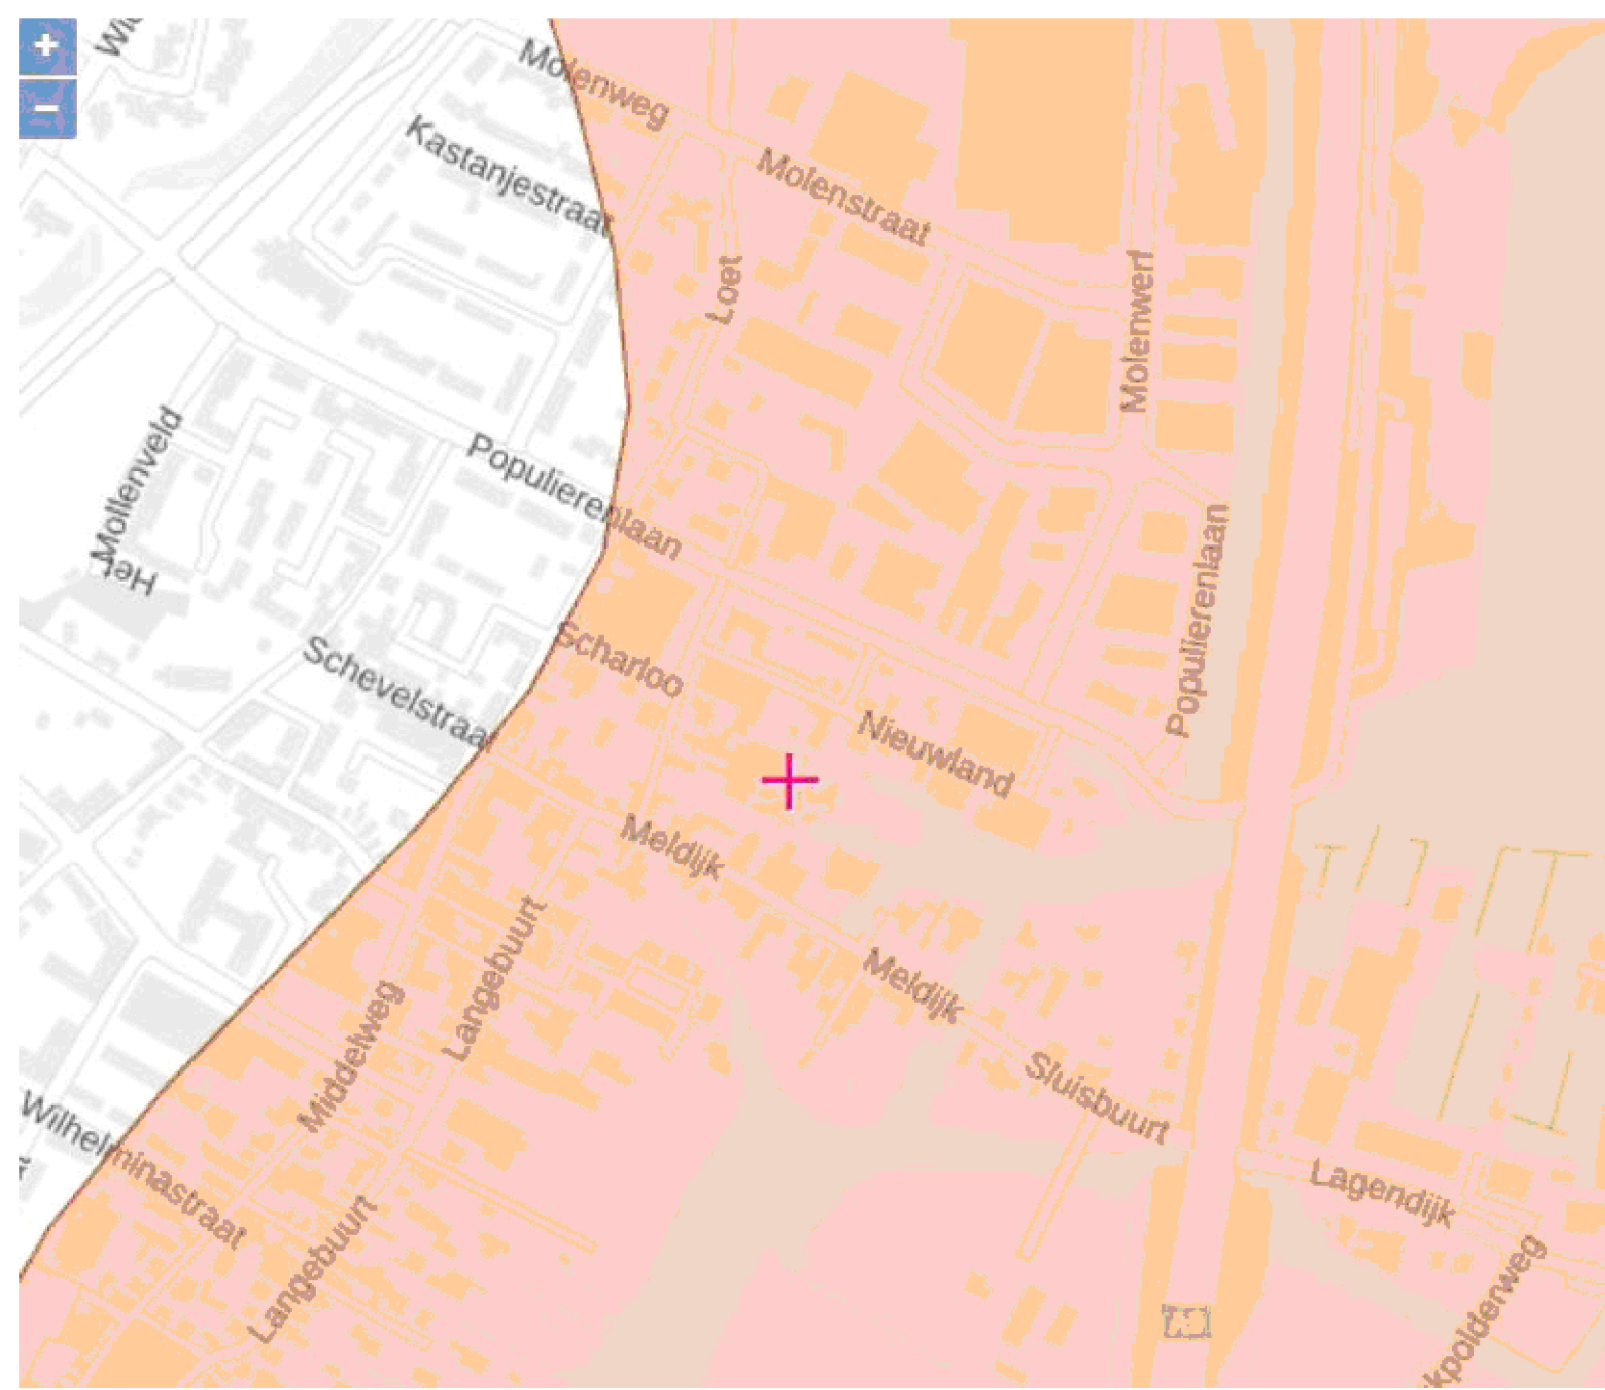 +
−
Molenweg
Kastanjestraat
Molenstraat
Loet
Molenwerf
Mollenveld
Het
Populierenlaan
Populierenlaan
Scharloo
Schevelstraat
Nieuwland
Meldijk
Langebuurt
Meldijk
Middelweg
Sluisbuurt
Wilhelminastraat
Lagendijk
Langebuurt
A9